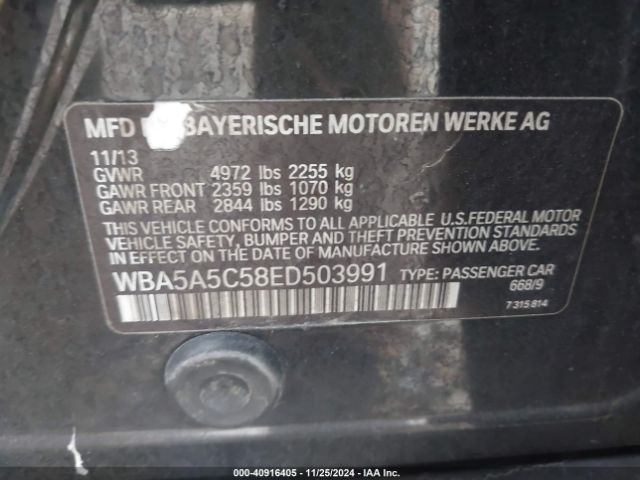 MFD BAYERISCHE MOTOREN WERKE AG
11/13
GVWR 4972 lbs 2255 kg
GAWR FRONT 2359 lbs 1070 kg
GAWR REAR 2844 lbs 1290 kg
THIS VEHICLE CONFORMS TO ALL APPLICABLE U.S.FEDERAL MOTOR
VEHICLE SAFETY, BUMPER AND THEFT PREVENTION STANDARDS
IN EFFECT ON THE DATE OF MANUFACTURE SHOWN ABOVE.
WBA5A5C58ED503991 TYPE: PASSENGER CAR
668/9
7315814
000-40916405 - 11/25/2024 - IAA Inc.